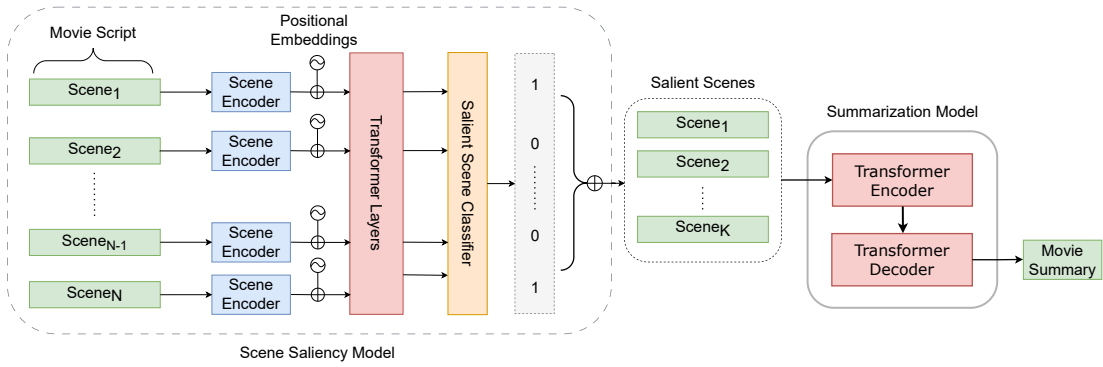 Movie Script
Scene1
Scene2
SceneN-1
SceneN
Scene
Encoder
Scene
Encoder
Scene
Encoder
Scene
Encoder
Positional
Embeddings
Transformer Layers
Salient Scene Classifier
1
0
0
1
Scene Saliency Model
Salient Scenes
Scene1
Scene2
SceneK
Summarization Model
Transformer
Encoder
Transformer
Decoder
Movie
Summary